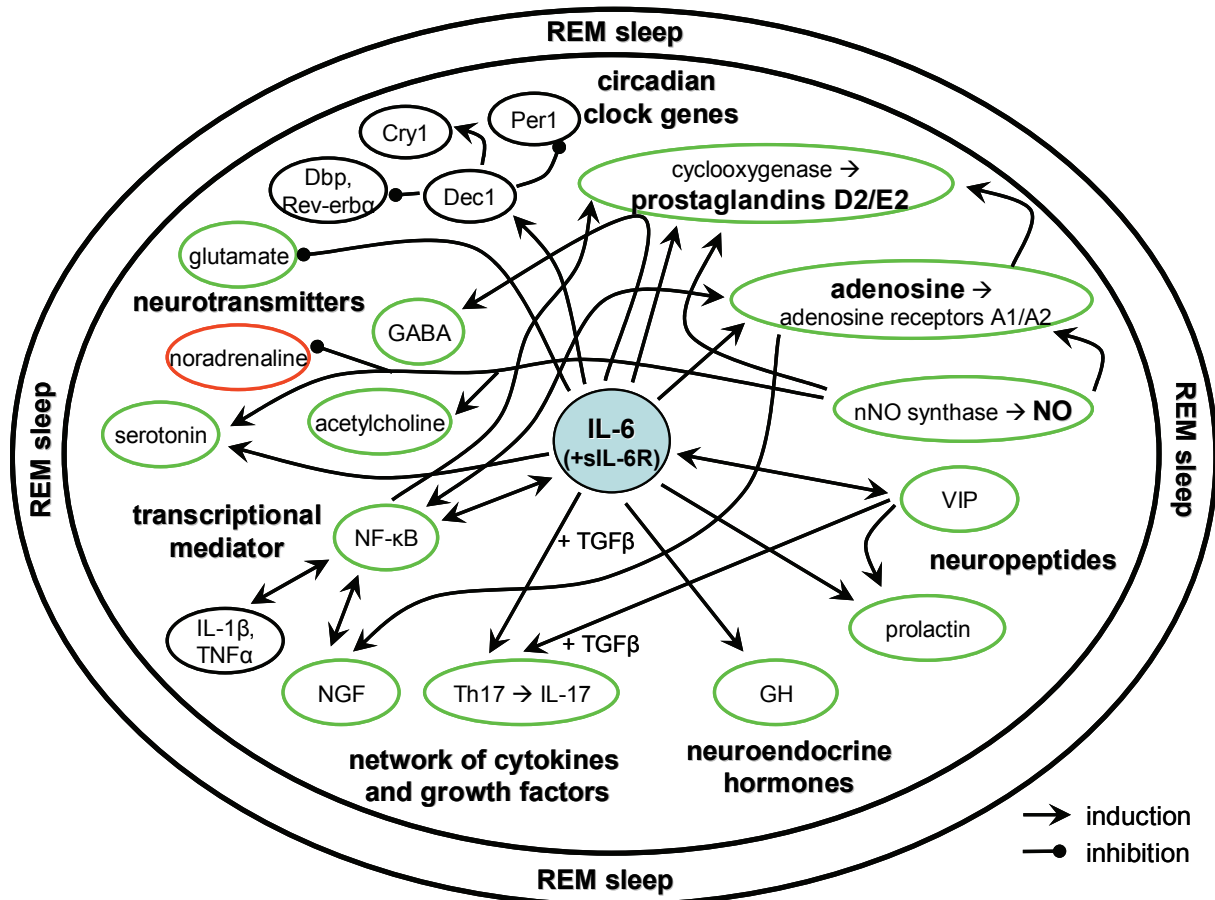 REM sleep
circadian
clock genes
Per1
Cry1
Dbp,
Rev-erbα
Dec1
cyclooxygenase →
prostaglandins D2/E2
glutamate
neurotransmitters
GABA
adenosine →
adenosine receptors A1/A2
noradrenaline
acetylcholine
serotonin
nNO synthase → NO
IL-6
(+sIL-6R)
REM sleep
REM sleep
VIP
neuropeptides
transcriptional
mediator
NF-κB
+ TGFβ
IL-1β,
TNFα
+ TGFβ
prolactin
NGF
Th17 → IL-17
GH
network of cytokines
and growth factors
neuroendocrine
hormones
induction
inhibition
REM sleep